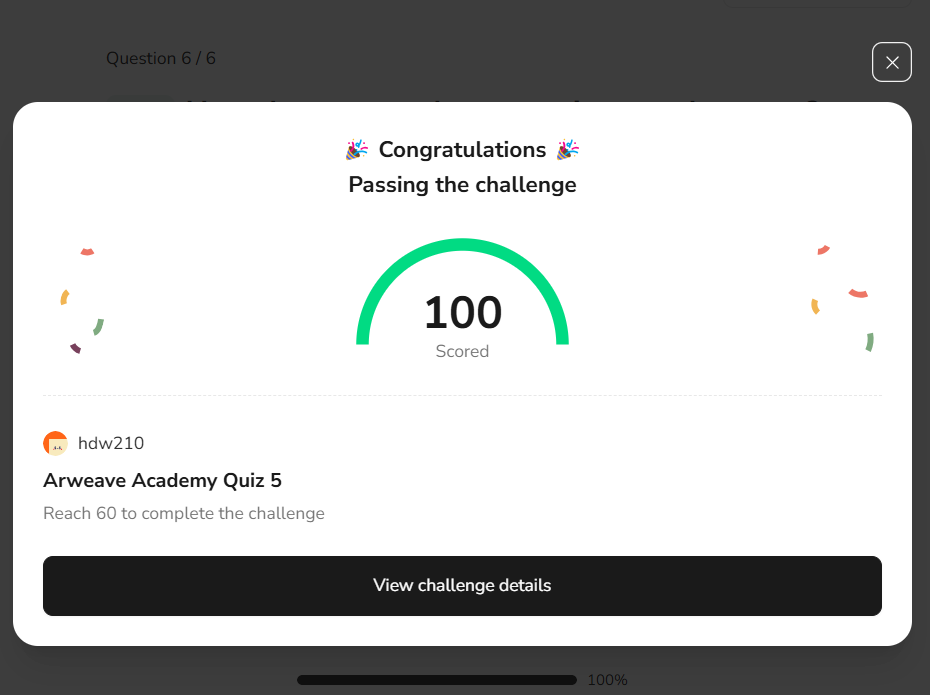 Question 6 / 6
🎉 Congratulations 🎉
Passing the challenge
100
Scored
hdw210
Arweave Academy Quiz 5
Reach 60 to complete the challenge
View challenge details
100%